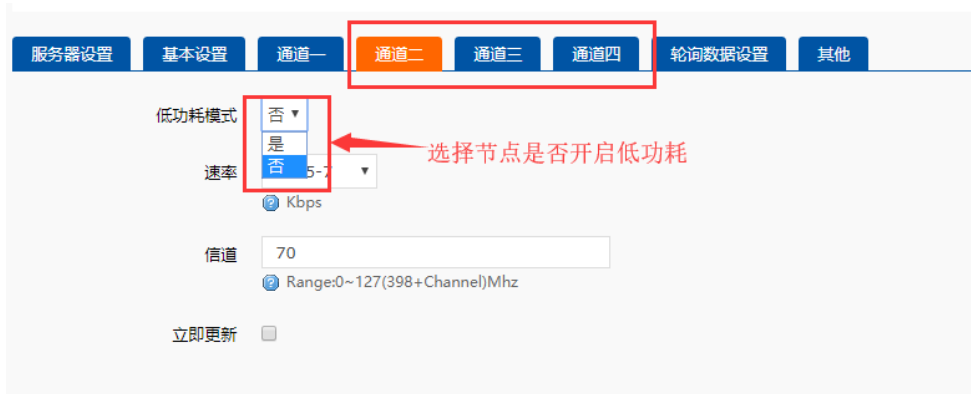 服务器设置 基本设置 通道一 通道二 通道三 通道四 轮询数据设置 其他
低功耗模式 否
是
选择节点是否开启低功耗
否
速率 5-7
Kbps
信道 70
Range:0~127(398+Channel)Mhz
立即更新